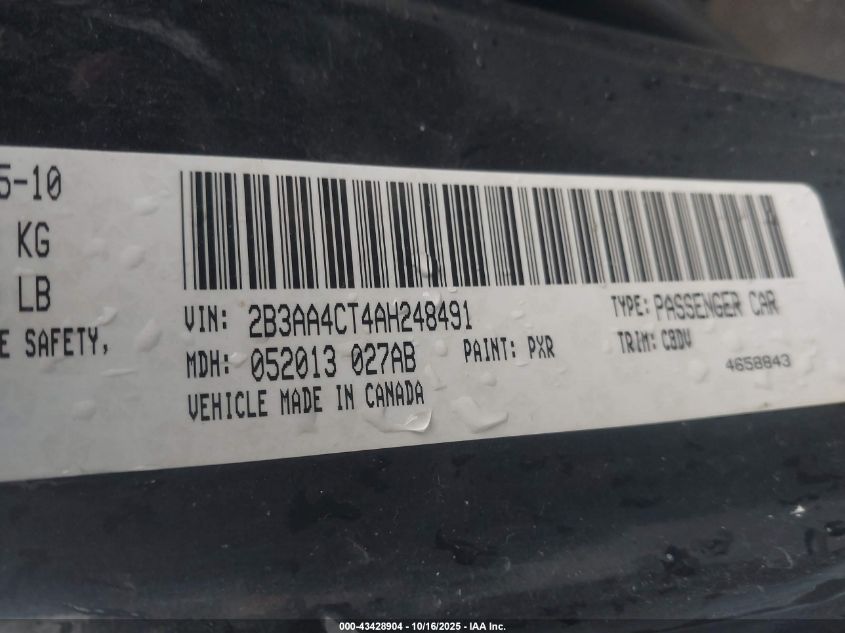 5-10
KG
LB
E SAFETY,
VIN: 2B3AA4CT4AH248491
TYPE: PASSENGER CAR
MDH: 052013 027AB
PAINT: PXR
TRIM: C8DV
4658843
VEHICLE MADE IN CANADA
000-43428904 - 10/16/2025 - IAA Inc.